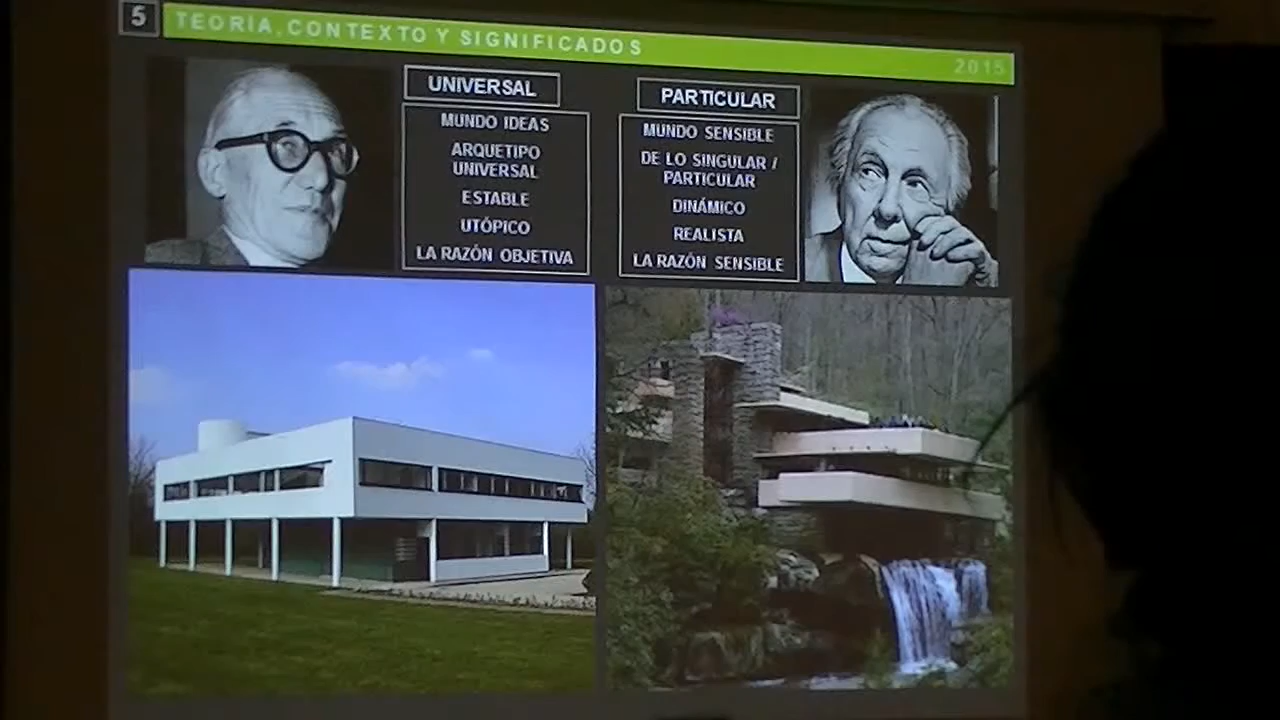 5
TEORÍA, CONTEXTO Y SIGNIFICADOS
2015
UNIVERSAL
MUNDO IDEAS
ARQUETIPO
UNIVERSAL
ESTABLE
UTÓPICO
LA RAZÓN OBJETIVA
PARTICULAR
MUNDO SENSIBLE
DE LO SINGULAR /
PARTICULAR
DINÁMICO
REALISTA
LA RAZÓN SENSIBLE